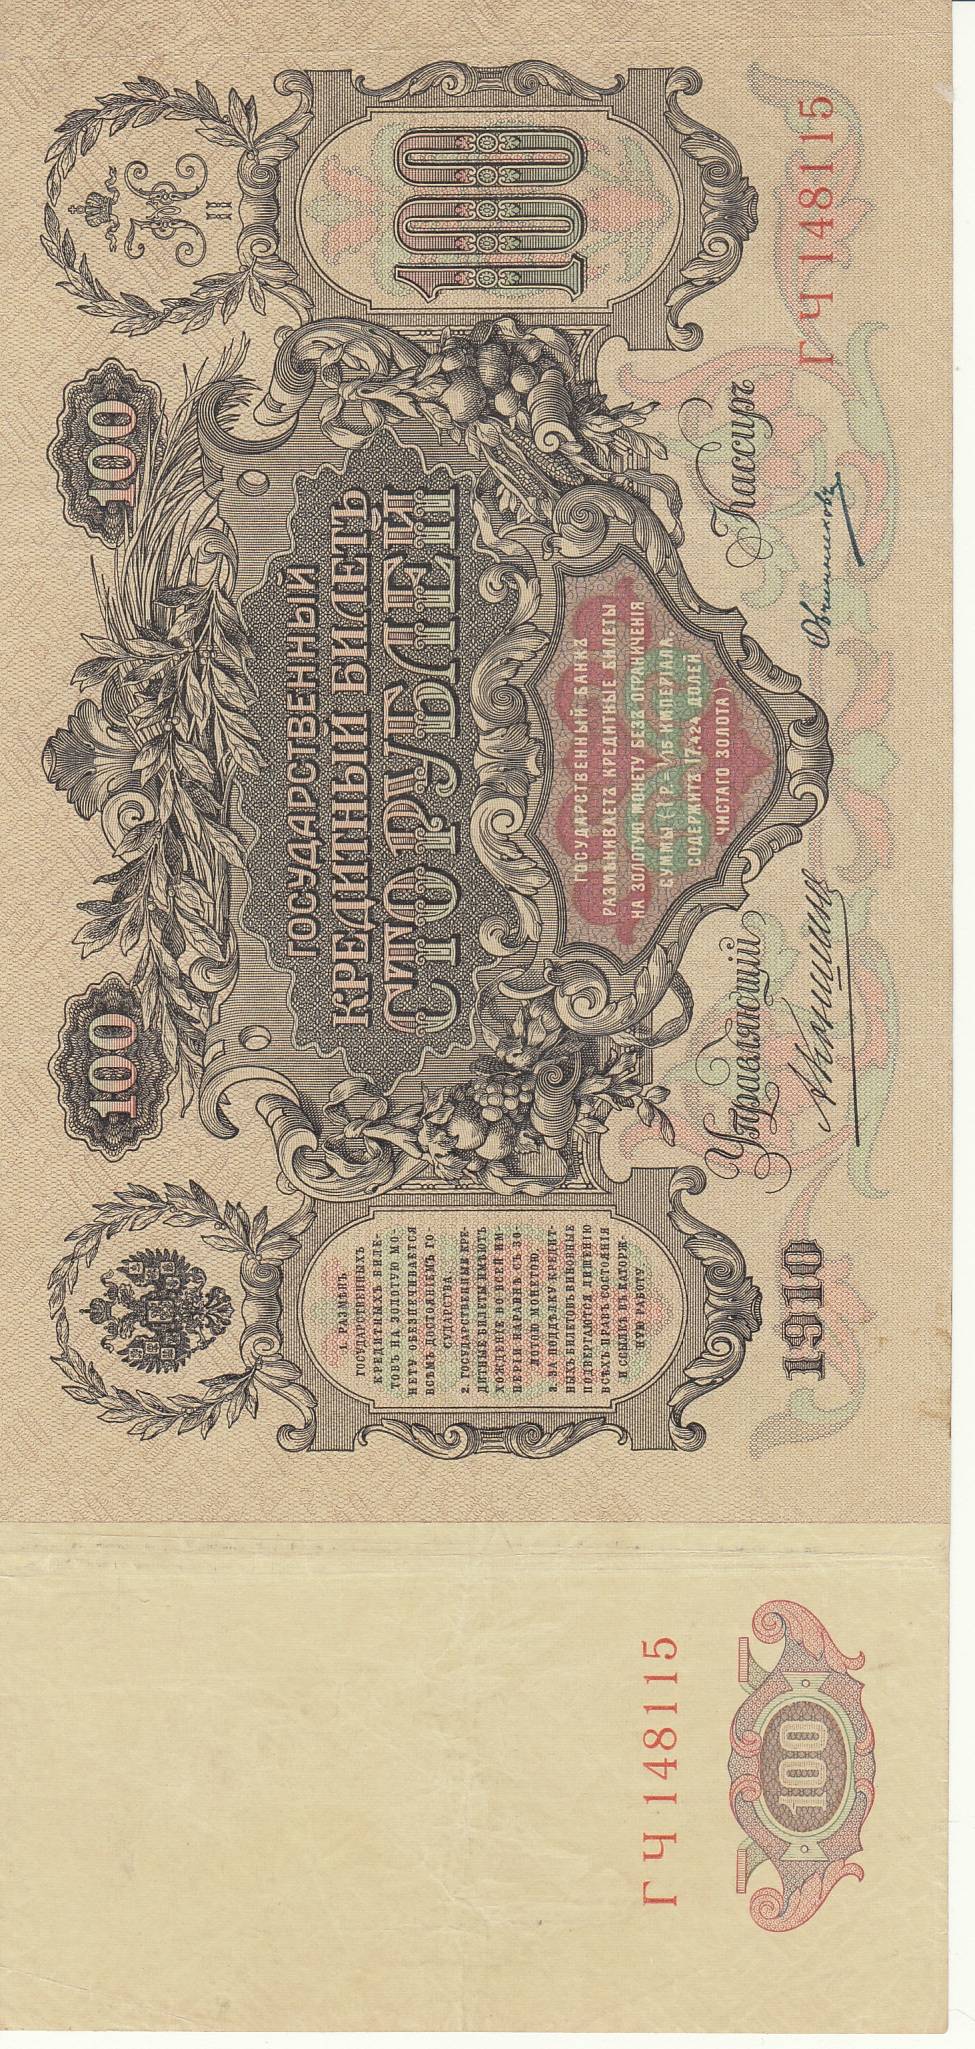 100
100
ГОСУДАРСТВЕННЫЙ
КРЕДИТНЫЙ БИЛЕТЪ
СТО РУБЛЕЙ
ГОСУДАРСТВЕННЫЙ БАНКЪ
РАЗМѢНИВАЕТЪ КРЕДИТНЫЕ БИЛЕТЫ
НА ЗОЛОТУЮ МОНЕТУ БЕЗЪ ОГРАНИЧЕНІЯ
СУММЫ (1 Р. = 1/15 ИМПЕРІАЛА,
СОДЕРЖИТЪ 17,424 ДОЛЕЙ
ЧИСТАГО ЗОЛОТА).
1. РАЗМѢНЪ
ГОСУДАРСТВЕННЫХЪ
КРЕДИТНЫХЪ БИЛЕ-
ТОВЪ НА ЗОЛОТУЮ МО-
НЕТУ ОБЕЗПЕЧИВАЕТСЯ
ВСѢМЪ ДОСТОЯНІЕМЪ ГО-
СУДАРСТВА.
2. ГОСУДАРСТВЕННЫЕ КРЕ-
ДИТНЫЕ БИЛЕТЫ ИМѢЮТЪ
ХОЖДЕНІЕ ВО ВСЕЙ ИМ-
ПЕРІИ НАРАВНѢ СЪ ЗО-
ЛОТОЮ МОНЕТОЮ.
3. ЗА ПОДДѢЛКУ КРЕДИТ-
НЫХЪ БИЛЕТОВЪ ВИНОВНЫЕ
ПОДВЕРГАЮТСЯ ЛИШЕНІЮ
ВСѢХЪ ПРАВЪ СОСТОЯНІЯ
И ССЫЛКѢ ВЪ КАТОРЖ-
НУЮ РАБОТУ.
II
100
Управляющій
Кассиръ
А Коншинъ
Овчинниковъ
1910
ГЧ 148115
ГЧ 148115
100